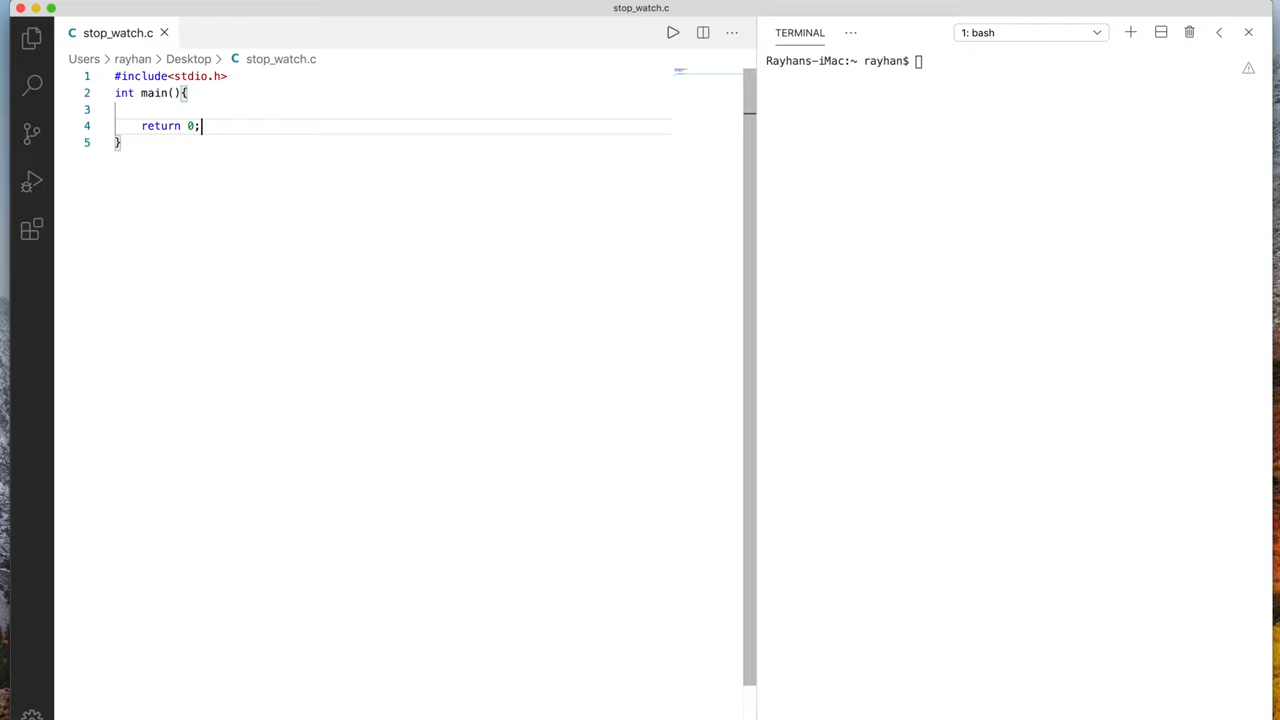 stop_watch.c
C stop_watch.c
Users > rayhan > Desktop > C stop_watch.c
1 #include<stdio.h>
2 int main(){
3
4 return 0;
5 }
TERMINAL
1: bash
Rayhans-iMac:~ rayhan$